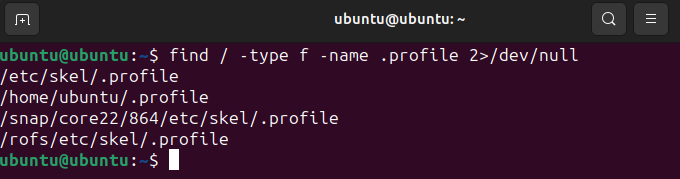 ubuntu@ubuntu: ~
ubuntu@ubuntu:~$ find / -type f -name .profile 2>/dev/null
/etc/skel/.profile
/home/ubuntu/.profile
/snap/core22/864/etc/skel/.profile
/rofs/etc/skel/.profile
ubuntu@ubuntu:~$